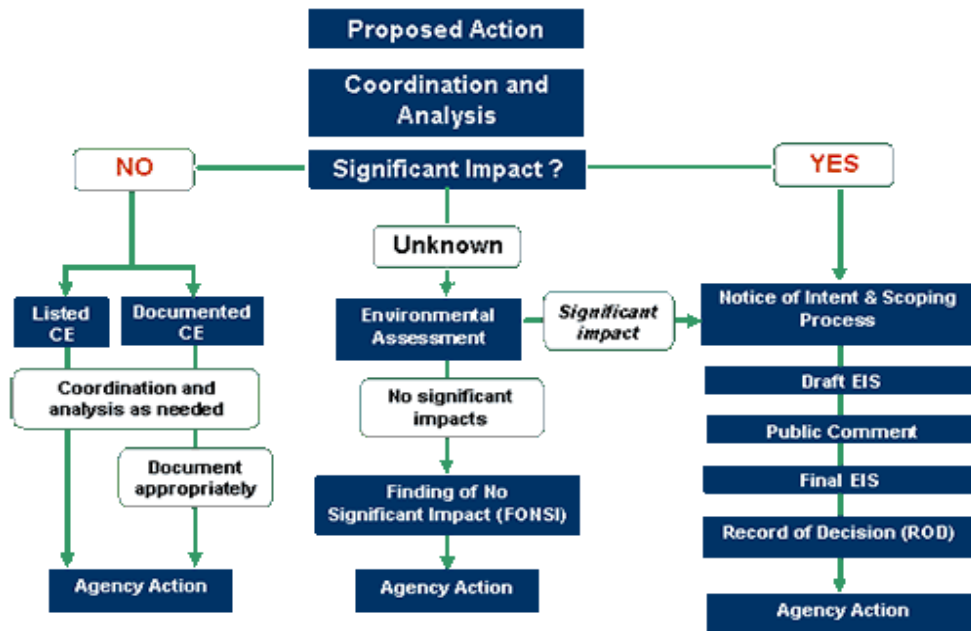 Proposed Action
Coordination and
Analysis
NO
Significant Impact ?
YES
Unknown
Listed
CE
Documented
CE
Environmental
Assessment
Significant
impact
Notice of Intent & Scoping
Process
Coordination and
analysis as needed
No significant
impacts
Draft EIS
Public Comment
Document
appropriately
Finding of No
Significant Impact (FONSI)
Final EIS
Record of Decision (ROD)
Agency Action
Agency Action
Agency Action